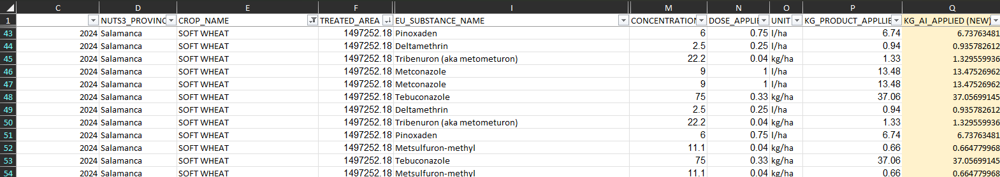 C D E F I M N O P Q
1 NUTS3_PROVINC CROP_NAME TREATED_AREA EU_SUBSTANCE_NAME CONCENTRATION DOSE_APPLIE UNIT KG_PRODUCT_APPLLIE KG_AI_APPLIED (NEW)
43 2024 Salamanca SOFT WHEAT 1497252.18 Pinoxaden 6 0.75 l/ha 6.74 6.73763481
44 2024 Salamanca SOFT WHEAT 1497252.18 Deltamethrin 2.5 0.25 l/ha 0.94 0.935782612
45 2024 Salamanca SOFT WHEAT 1497252.18 Tribenuron (aka metometuron) 22.2 0.04 kg/ha 1.33 1.329559936
46 2024 Salamanca SOFT WHEAT 1497252.18 Metconazole 9 1 l/ha 13.48 13.47526962
47 2024 Salamanca SOFT WHEAT 1497252.18 Metconazole 9 1 l/ha 13.48 13.47526962
48 2024 Salamanca SOFT WHEAT 1497252.18 Tebuconazole 75 0.33 kg/ha 37.06 37.05699145
49 2024 Salamanca SOFT WHEAT 1497252.18 Deltamethrin 2.5 0.25 l/ha 0.94 0.935782612
50 2024 Salamanca SOFT WHEAT 1497252.18 Tribenuron (aka metometuron) 22.2 0.04 kg/ha 1.33 1.329559936
51 2024 Salamanca SOFT WHEAT 1497252.18 Pinoxaden 6 0.75 l/ha 6.74 6.73763481
52 2024 Salamanca SOFT WHEAT 1497252.18 Metsulfuron-methyl 11.1 0.04 kg/ha 0.66 0.664779968
53 2024 Salamanca SOFT WHEAT 1497252.18 Tebuconazole 75 0.33 kg/ha 37.06 37.05699145
54 2024 Salamanca SOFT WHEAT 1497252.18 Metsulfuron-methyl 11.1 0.04 kg/ha 0.66 0.664779968